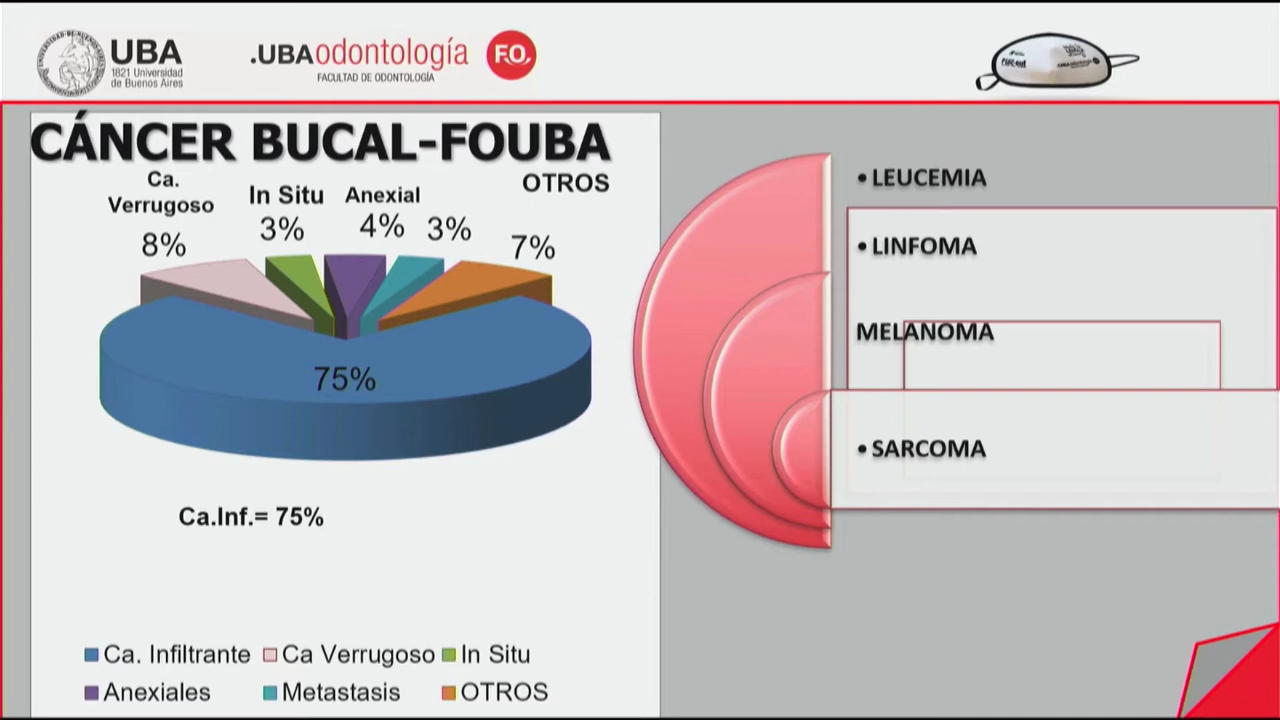 UBA
1821 Universidad
de Buenos Aires
.UBAodontología
FACULTAD DE ODONTOLOGÍA
F.O.
CÁNCER BUCAL-FOUBA
Ca.
Verrugoso
In Situ
Anexial
OTROS
8%
3%
4%
3%
7%
75%
Ca.Inf.= 75%
Ca. Infiltrante
Ca Verrugoso
In Situ
Anexiales
Metastasis
OTROS
• LEUCEMIA
• LINFOMA
MELANOMA
• SARCOMA